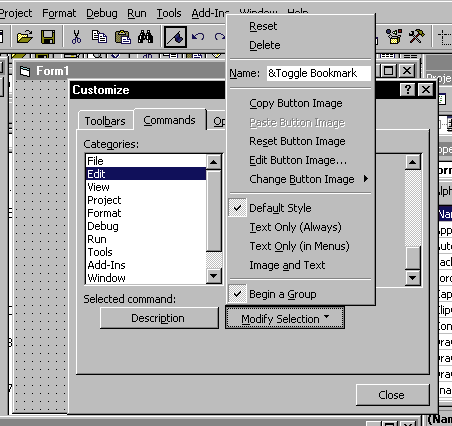 Project Format Debug Run Tools Add-Ins Window
Reset
Delete
Form1
Name: &Toggle Bookmark
Customize
Toolbars Commands
Copy Button Image
Categories:
Paste Button Image
File
Reset Button Image
Edit
Edit Button Image...
View
Change Button Image
Project
Format
Default Style
Debug
Text Only (Always)
Run
Text Only (in Menus)
Tools
Image and Text
Add-Ins
Window
Begin a Group
Selected command:
Description
Modify Selection
Close